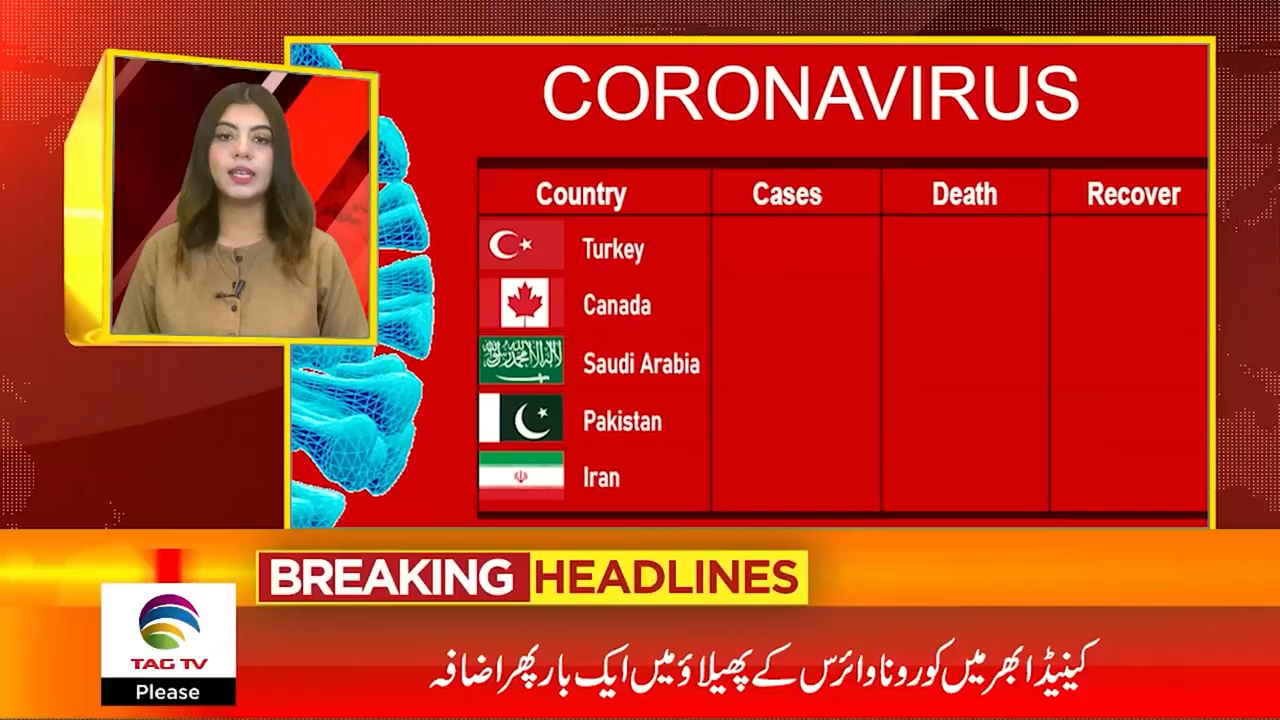 CORONAVIRUS
Country Cases Death Recover
Turkey
Canada
Saudi Arabia
Pakistan
Iran
BREAKING HEADLINES
کینیڈا بھر میں کورونا وائرس کے پھیلاؤ میں ایک بار پھر اضافہ
TAG TV
Please